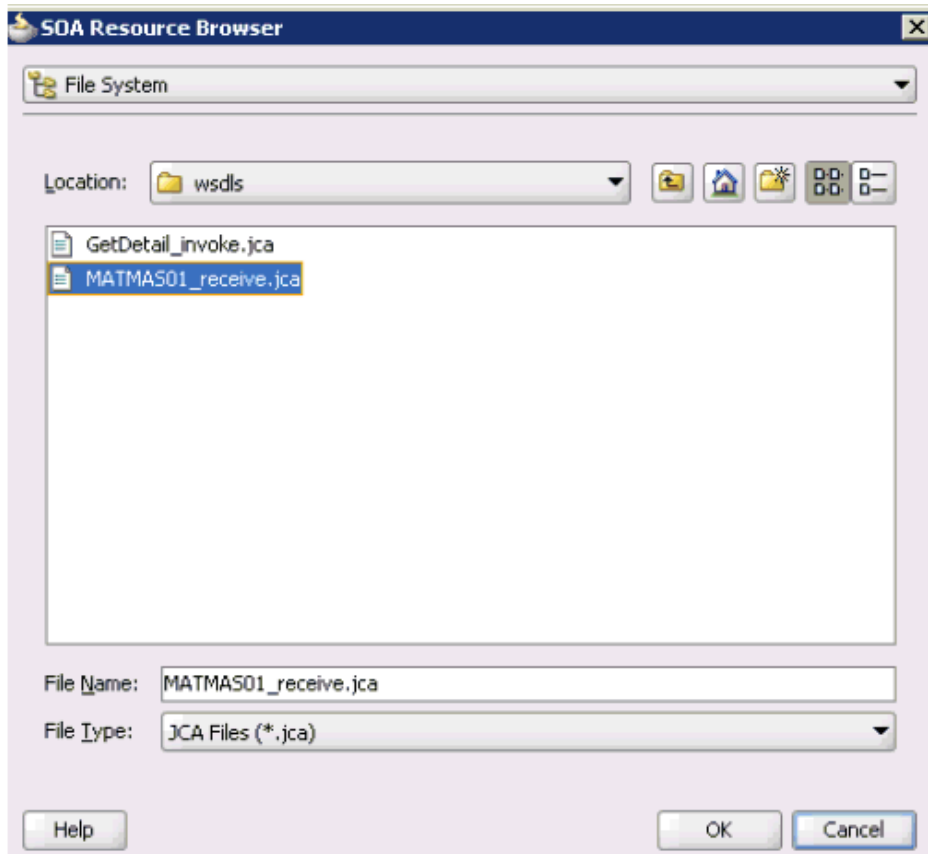 SOA Resource Browser
File System
Location: wsdls
GetDetail_invoke.jca
MATMAS01_receive.jca
File Name: MATMAS01_receive.jca
File Type: JCA Files (*.jca)
Help OK Cancel